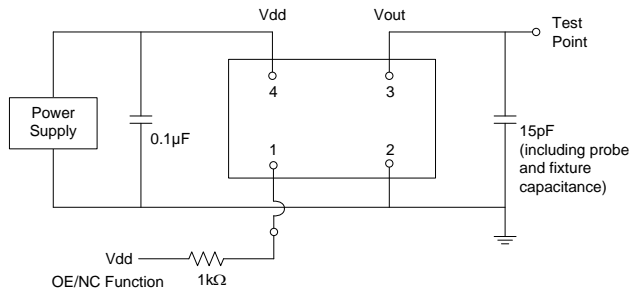 Vdd
Vout
Test
Point
4
3
Power
Supply
0.1µF
1
2
15pF
(including probe
and fixture
capacitance)
Vdd
1kΩ
OE/NC Function